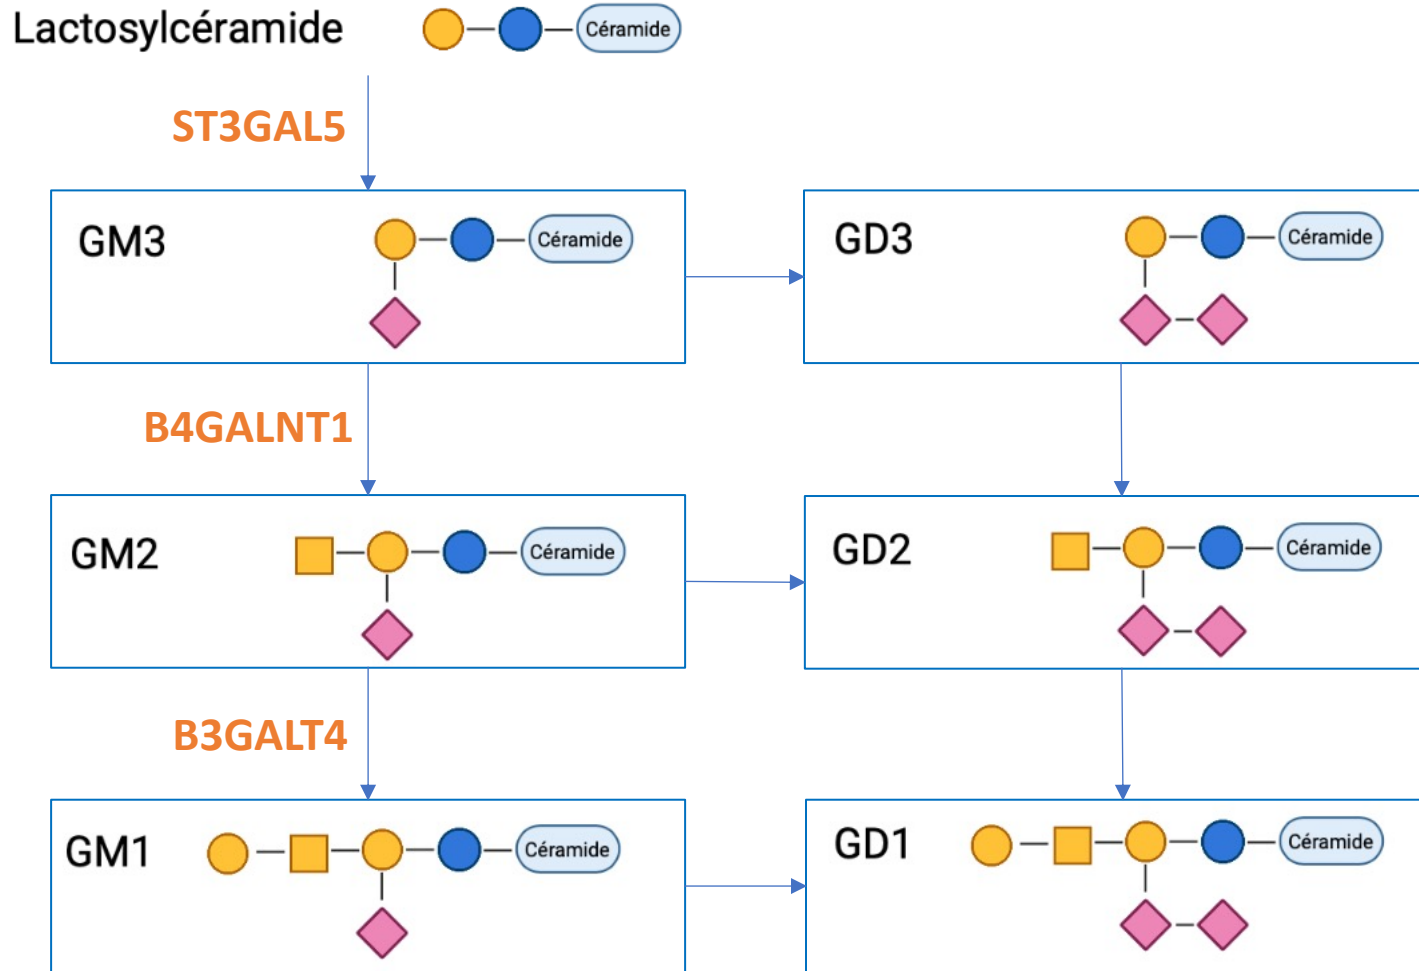 Lactosylcéramide
Céramide
ST3GAL5
GM3
Céramide
GD3
Céramide
B4GALNT1
GM2
Céramide
GD2
Céramide
B3GALT4
GM1
Céramide
GD1
Céramide